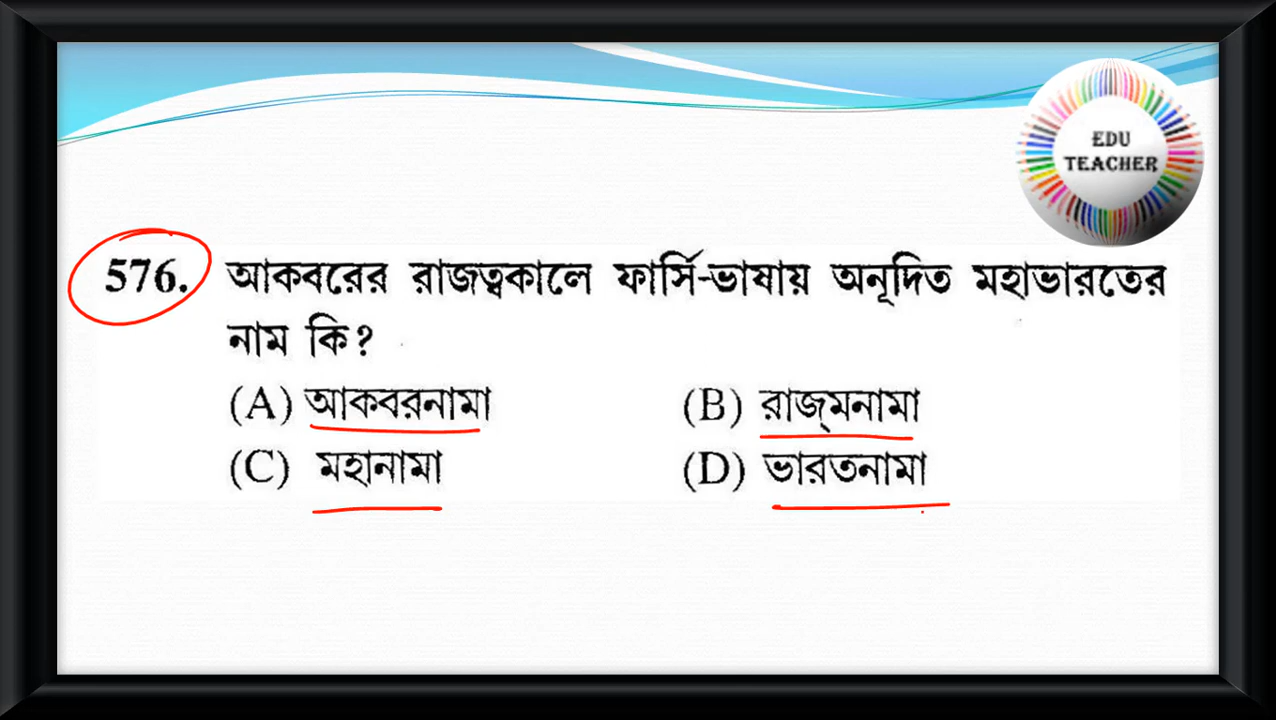 EDU
TEACHER
576. আকবরের রাজত্বকালে ফার্সি-ভাষায় অনূদিত মহাভারতের
নাম কি?
(A) আকবরনামা (B) রাজ্‌মনামা
(C) মহানামা (D) ভারতনামা